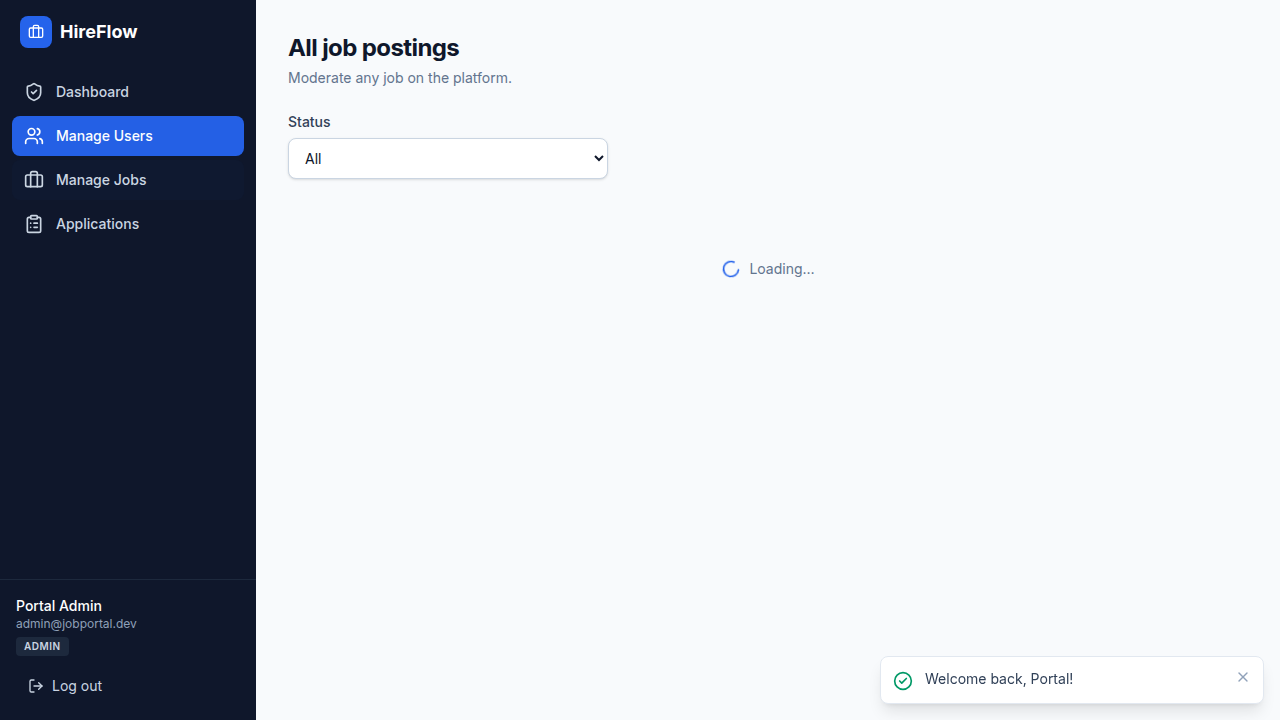 HireFlow
Dashboard
Manage Users
Manage Jobs
Applications
Portal Admin
admin@jobportal.dev
ADMIN
Log out
All job postings
Moderate any job on the platform.
Status
All
Loading...
Welcome back, Portal!